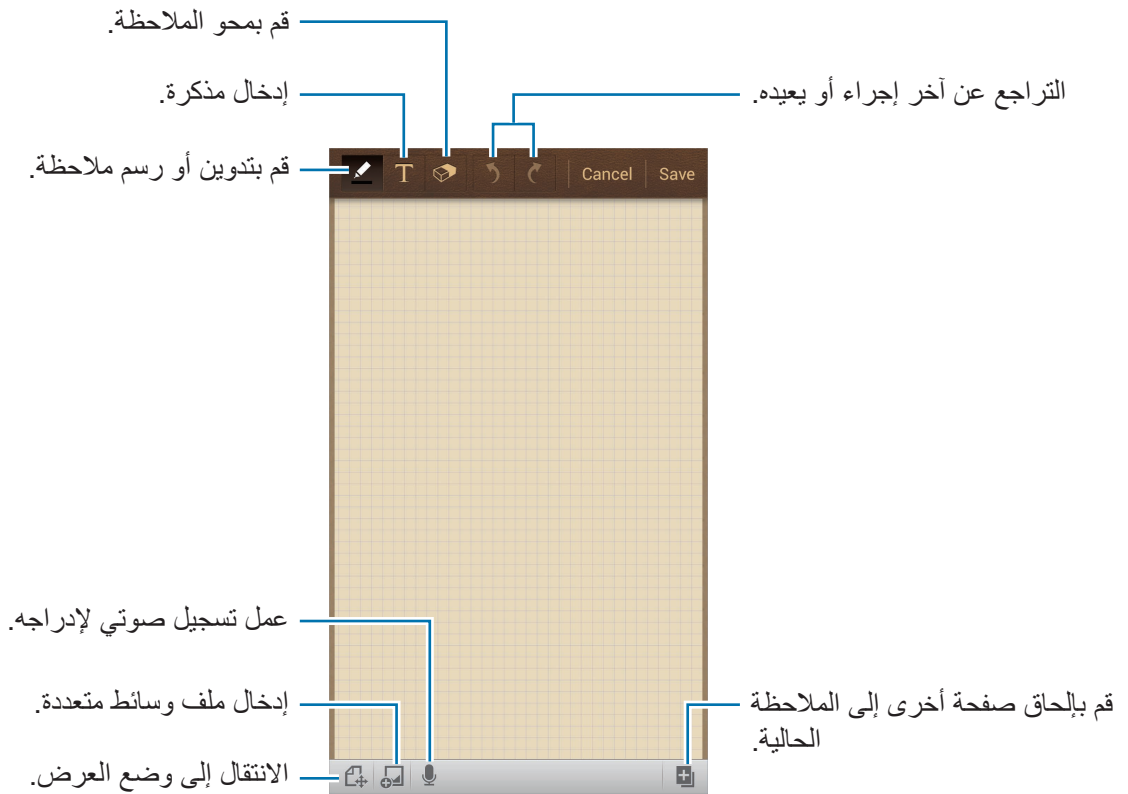 قم بمحو الملاحظة.
إدخال مذكرة.
التراجع عن آخر إجراء أو يعيده.
قم بتدوين أو رسم ملاحظة.
T
Cancel
Save
عمل تسجيل صوتي لإدراجه.
إدخال ملف وسائط متعددة.
قم بإلحاق صفحة أخرى إلى الملاحظة
الحالية.
الانتقال إلى وضع العرض.